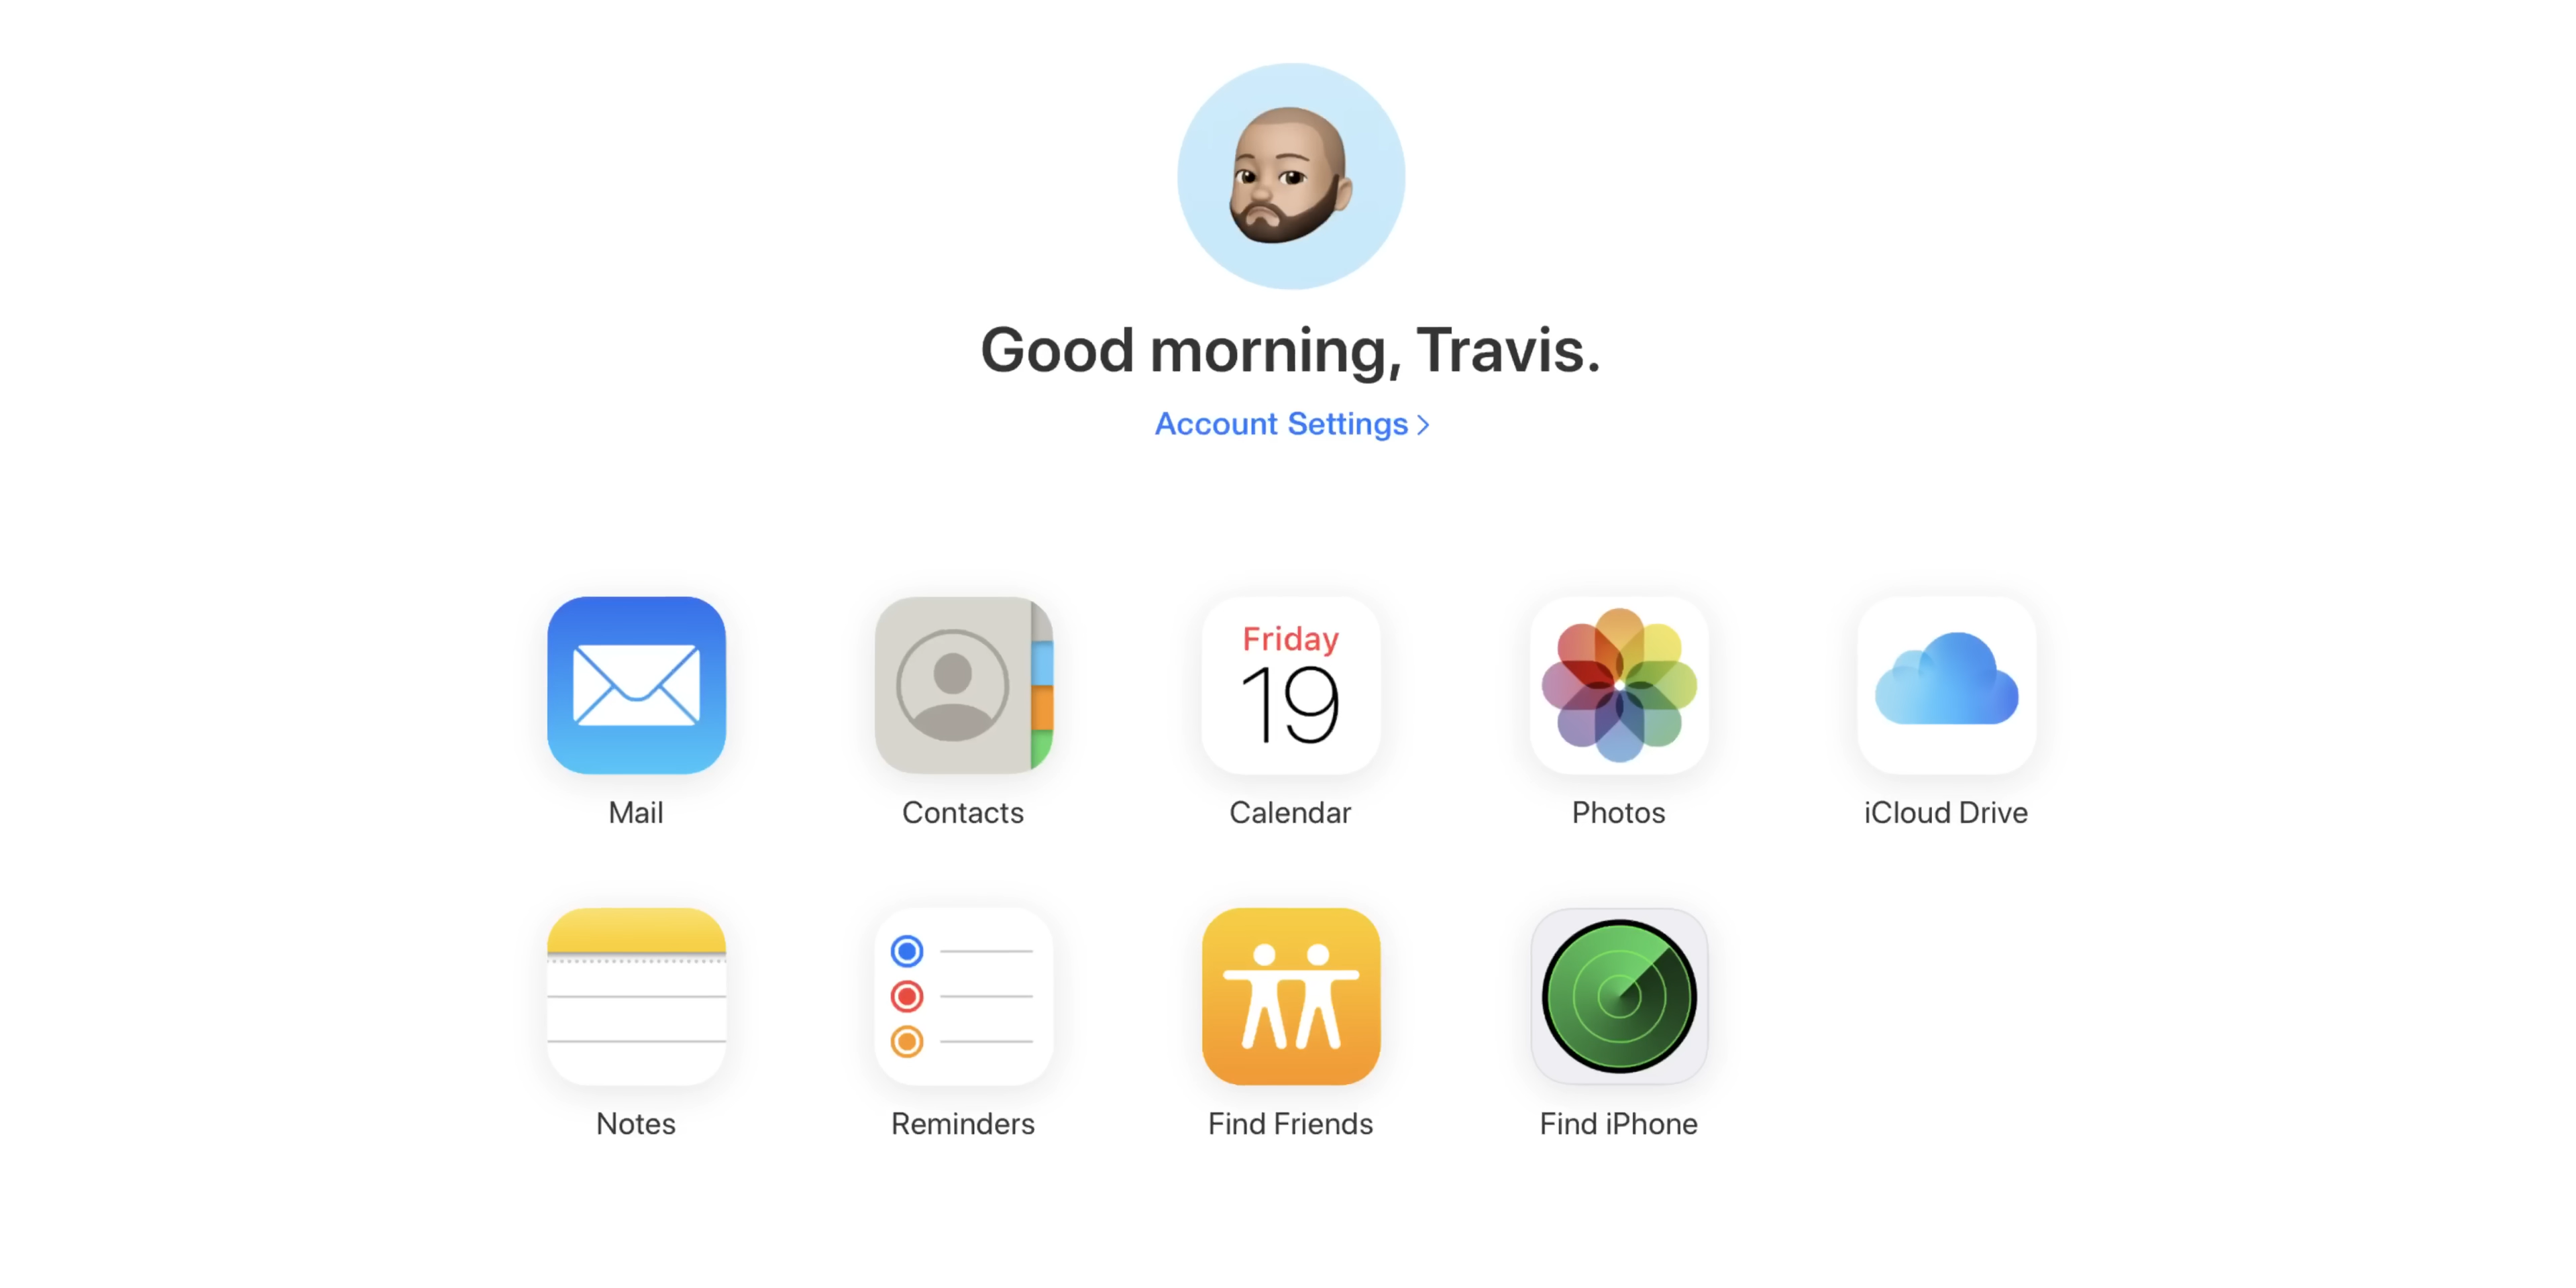 Good morning, Travis.
Account Settings >
Friday
19
Mail
Contacts
Calendar
Photos
iCloud Drive
Notes
Reminders
Find Friends
Find iPhone